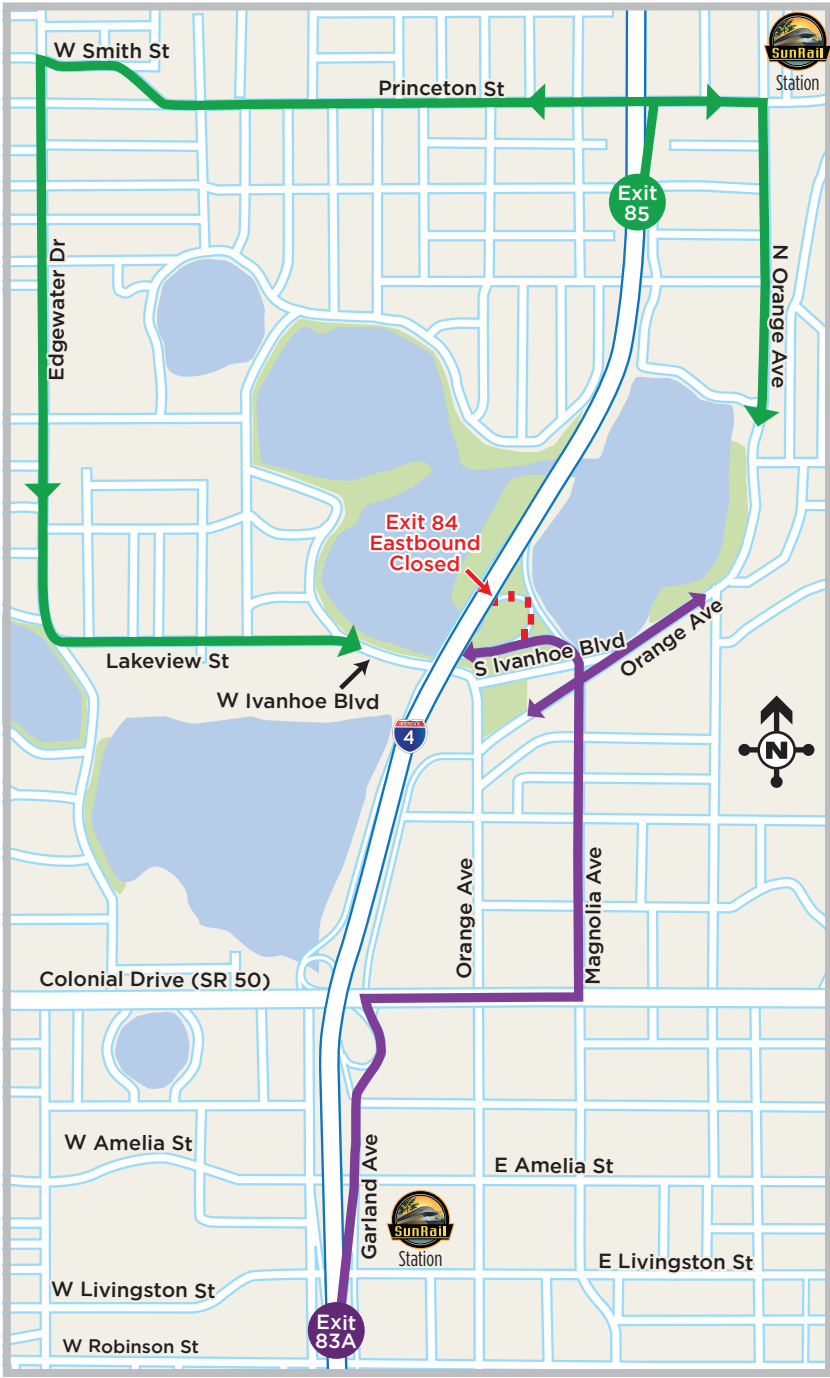 W Smith St
SunRail
Station
Princeton St
Exit
85
Edgewater Dr
N Orange Ave
Exit 84
Eastbound
Closed
Lakeview St
S Ivanhoe Blvd
Orange Ave
W Ivanhoe Blvd
4
N
Orange Ave
Magnolia Ave
Colonial Drive (SR 50)
W Amelia St
E Amelia St
Garland Ave
SunRail
Station
E Livingston St
W Livingston St
Exit
83A
W Robinson St